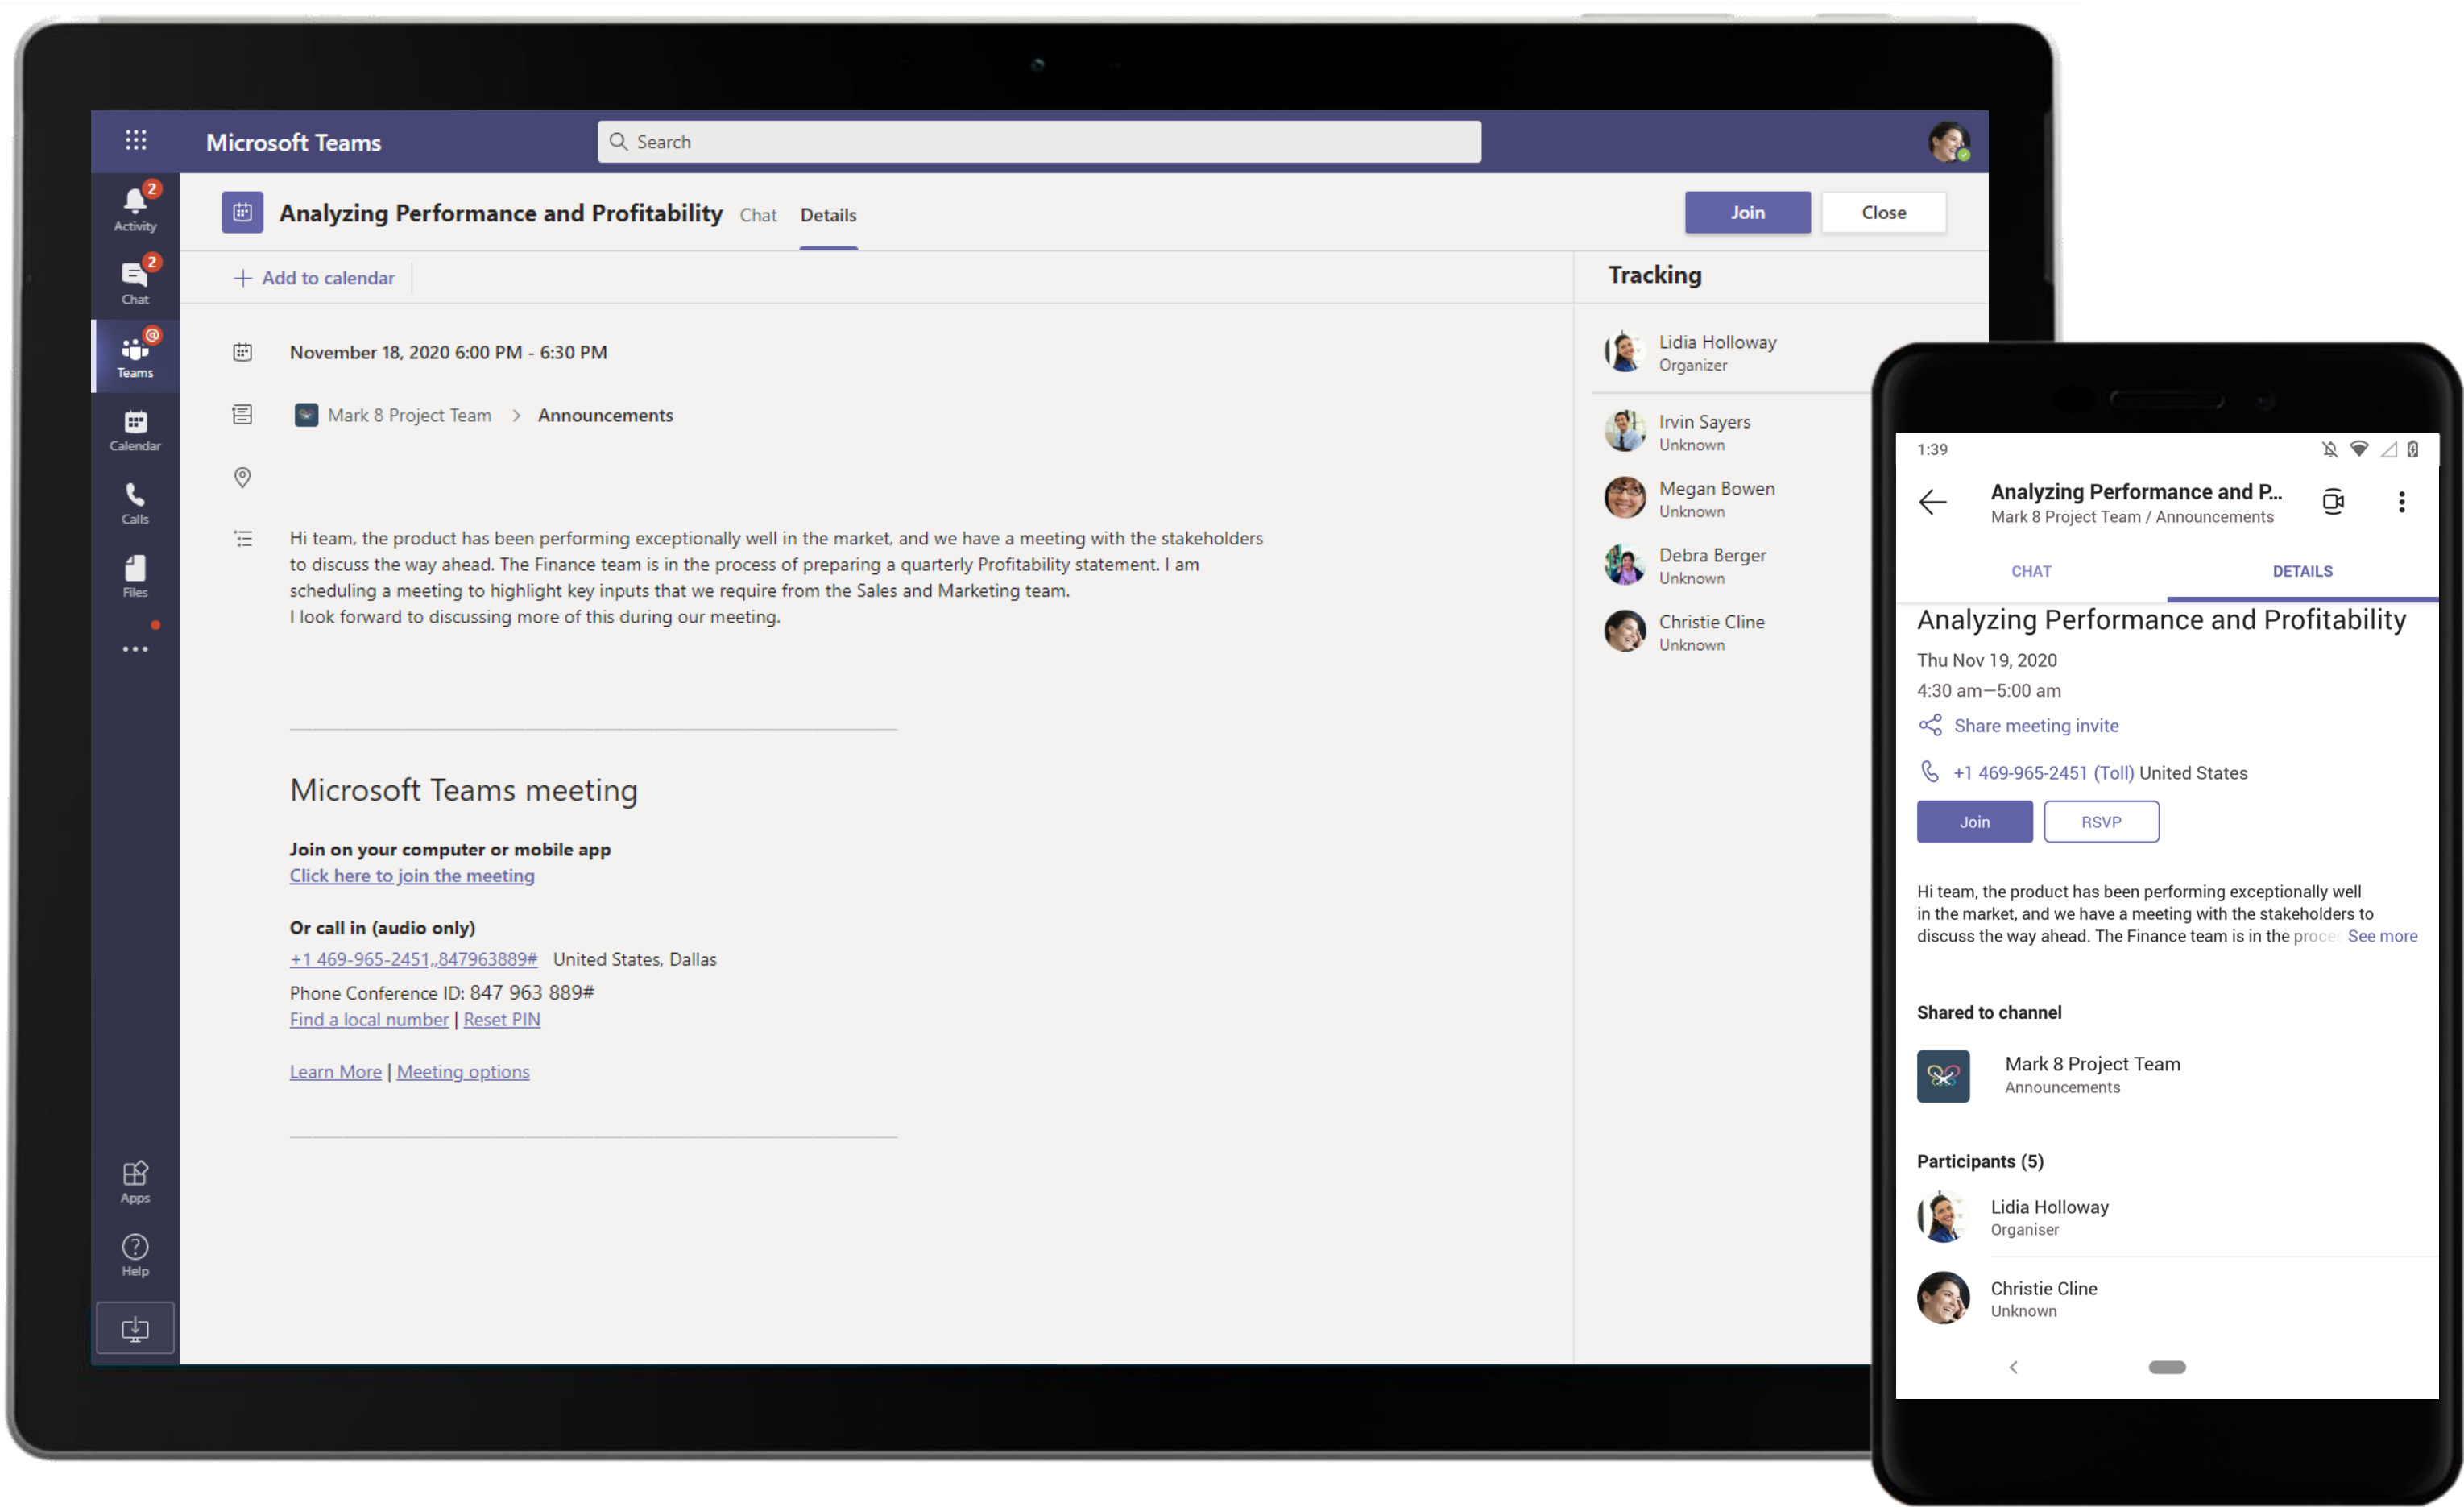 Microsoft Teams
Search
2
Activity
2
Chat
@
Teams
Calendar
Calls
Files
Apps
Help
Analyzing Performance and Profitability Chat Details
Join Close
+ Add to calendar
November 18, 2020 6:00 PM - 6:30 PM
Mark 8 Project Team > Announcements
Hi team, the product has been performing exceptionally well in the market, and we have a meeting with the stakeholders
to discuss the way ahead. The Finance team is in the process of preparing a quarterly Profitability statement. I am
scheduling a meeting to highlight key inputs that we require from the Sales and Marketing team.
I look forward to discussing more of this during our meeting.
Microsoft Teams meeting
Join on your computer or mobile app
Click here to join the meeting
Or call in (audio only)
+1 469-965-2451,,847963889# United States, Dallas
Phone Conference ID: 847 963 889#
Find a local number | Reset PIN
Learn More | Meeting options
Tracking
Lidia Holloway
Organizer
Irvin Sayers
Unknown
Megan Bowen
Unknown
Debra Berger
Unknown
Christie Cline
Unknown
1:39
Analyzing Performance and P...
Mark 8 Project Team / Announcements
CHAT DETAILS
Analyzing Performance and Profitability
Thu Nov 19, 2020
4:30 am—5:00 am
Share meeting invite
+1 469-965-2451 (Toll) United States
Join RSVP
Hi team, the product has been performing exceptionally well
in the market, and we have a meeting with the stakeholders to
discuss the way ahead. The Finance team is in the proce See more
Shared to channel
Mark 8 Project Team
Announcements
Participants (5)
Lidia Holloway
Organiser
Christie Cline
Unknown